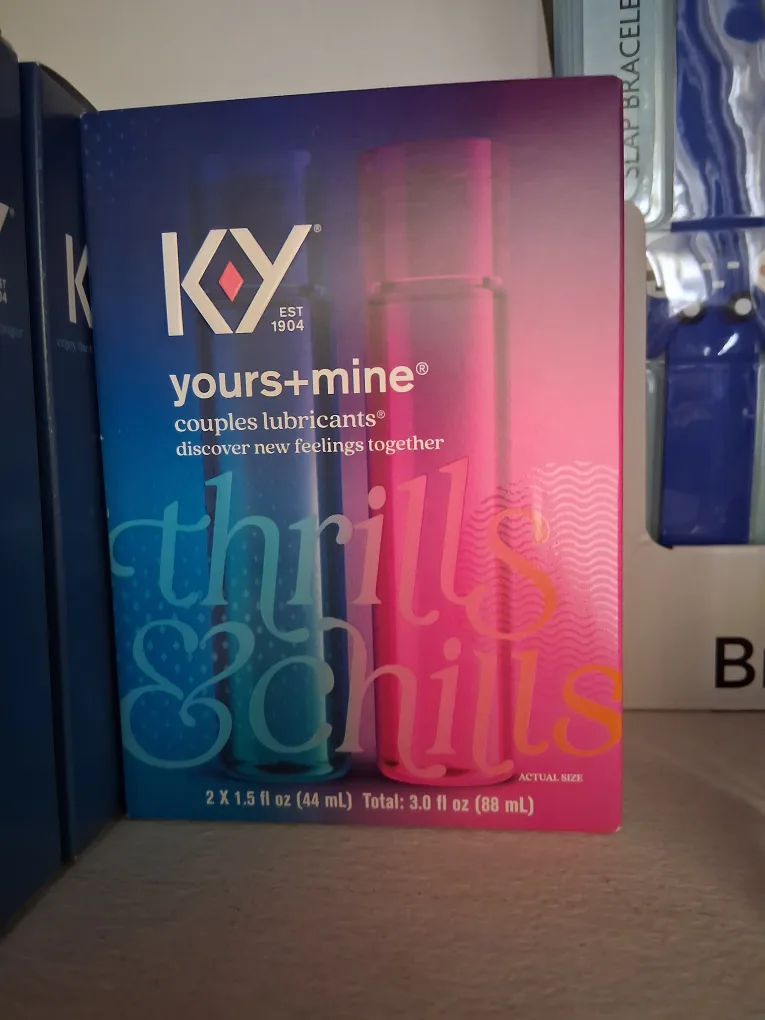 KY®
EST
1904
yours+mine®
couples lubricants®
discover new feelings together
thrills
&chills
ACTUAL SIZE
2 X 1.5 fl oz (44 mL) Total: 3.0 fl oz (88 mL)
K
SLAP BRACELE
B